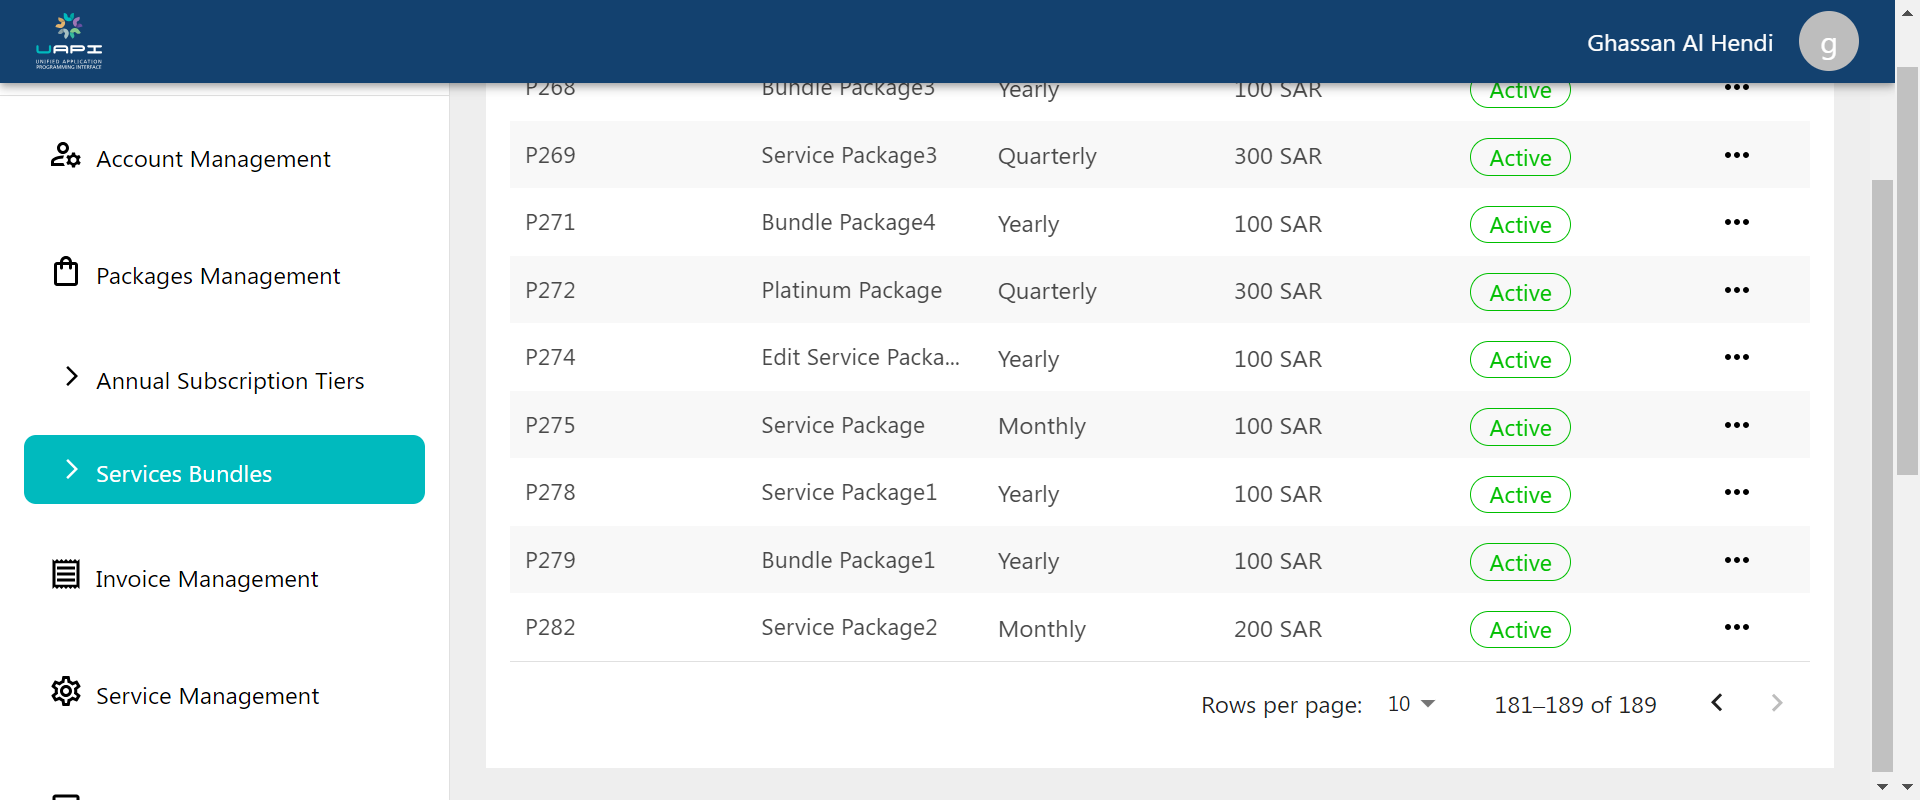 UAPI
UNIFIED APPLICATION
PROGRAMMING INTERFACE
Ghassan Al Hendi
g
Account Management
Packages Management
Annual Subscription Tiers
Services Bundles
Invoice Management
Service Management
P268 Bundle Package3 Yearly 100 SAR Active
P269 Service Package3 Quarterly 300 SAR Active
P271 Bundle Package4 Yearly 100 SAR Active
P272 Platinum Package Quarterly 300 SAR Active
P274 Edit Service Packa... Yearly 100 SAR Active
P275 Service Package Monthly 100 SAR Active
P278 Service Package1 Yearly 100 SAR Active
P279 Bundle Package1 Yearly 100 SAR Active
P282 Service Package2 Monthly 200 SAR Active
Rows per page: 10 181–189 of 189